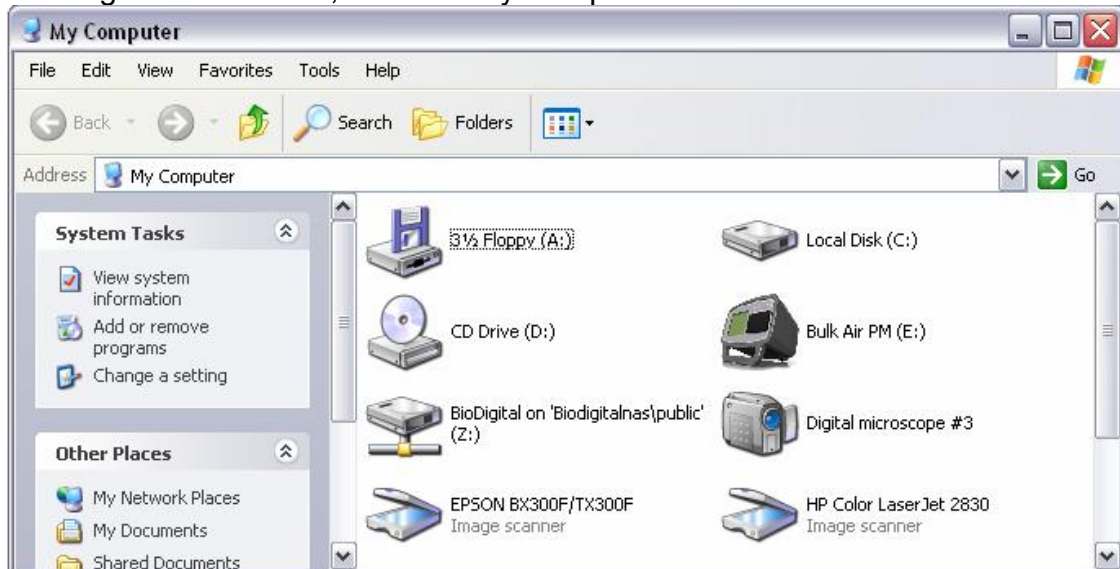 My Computer
File Edit View Favorites Tools Help
Back Search Folders
Address My Computer Go
System Tasks
View system
information
Add or remove
programs
Change a setting
Other Places
My Network Places
My Documents
Shared Documents
3½ Floppy (A:)
Local Disk (C:)
CD Drive (D:)
Bulk Air PM (E:)
BioDigital on 'Biodigitalnas\public'
(Z:)
Digital microscope #3
EPSON BX300F/TX300F
Image scanner
HP Color LaserJet 2830
Image scanner